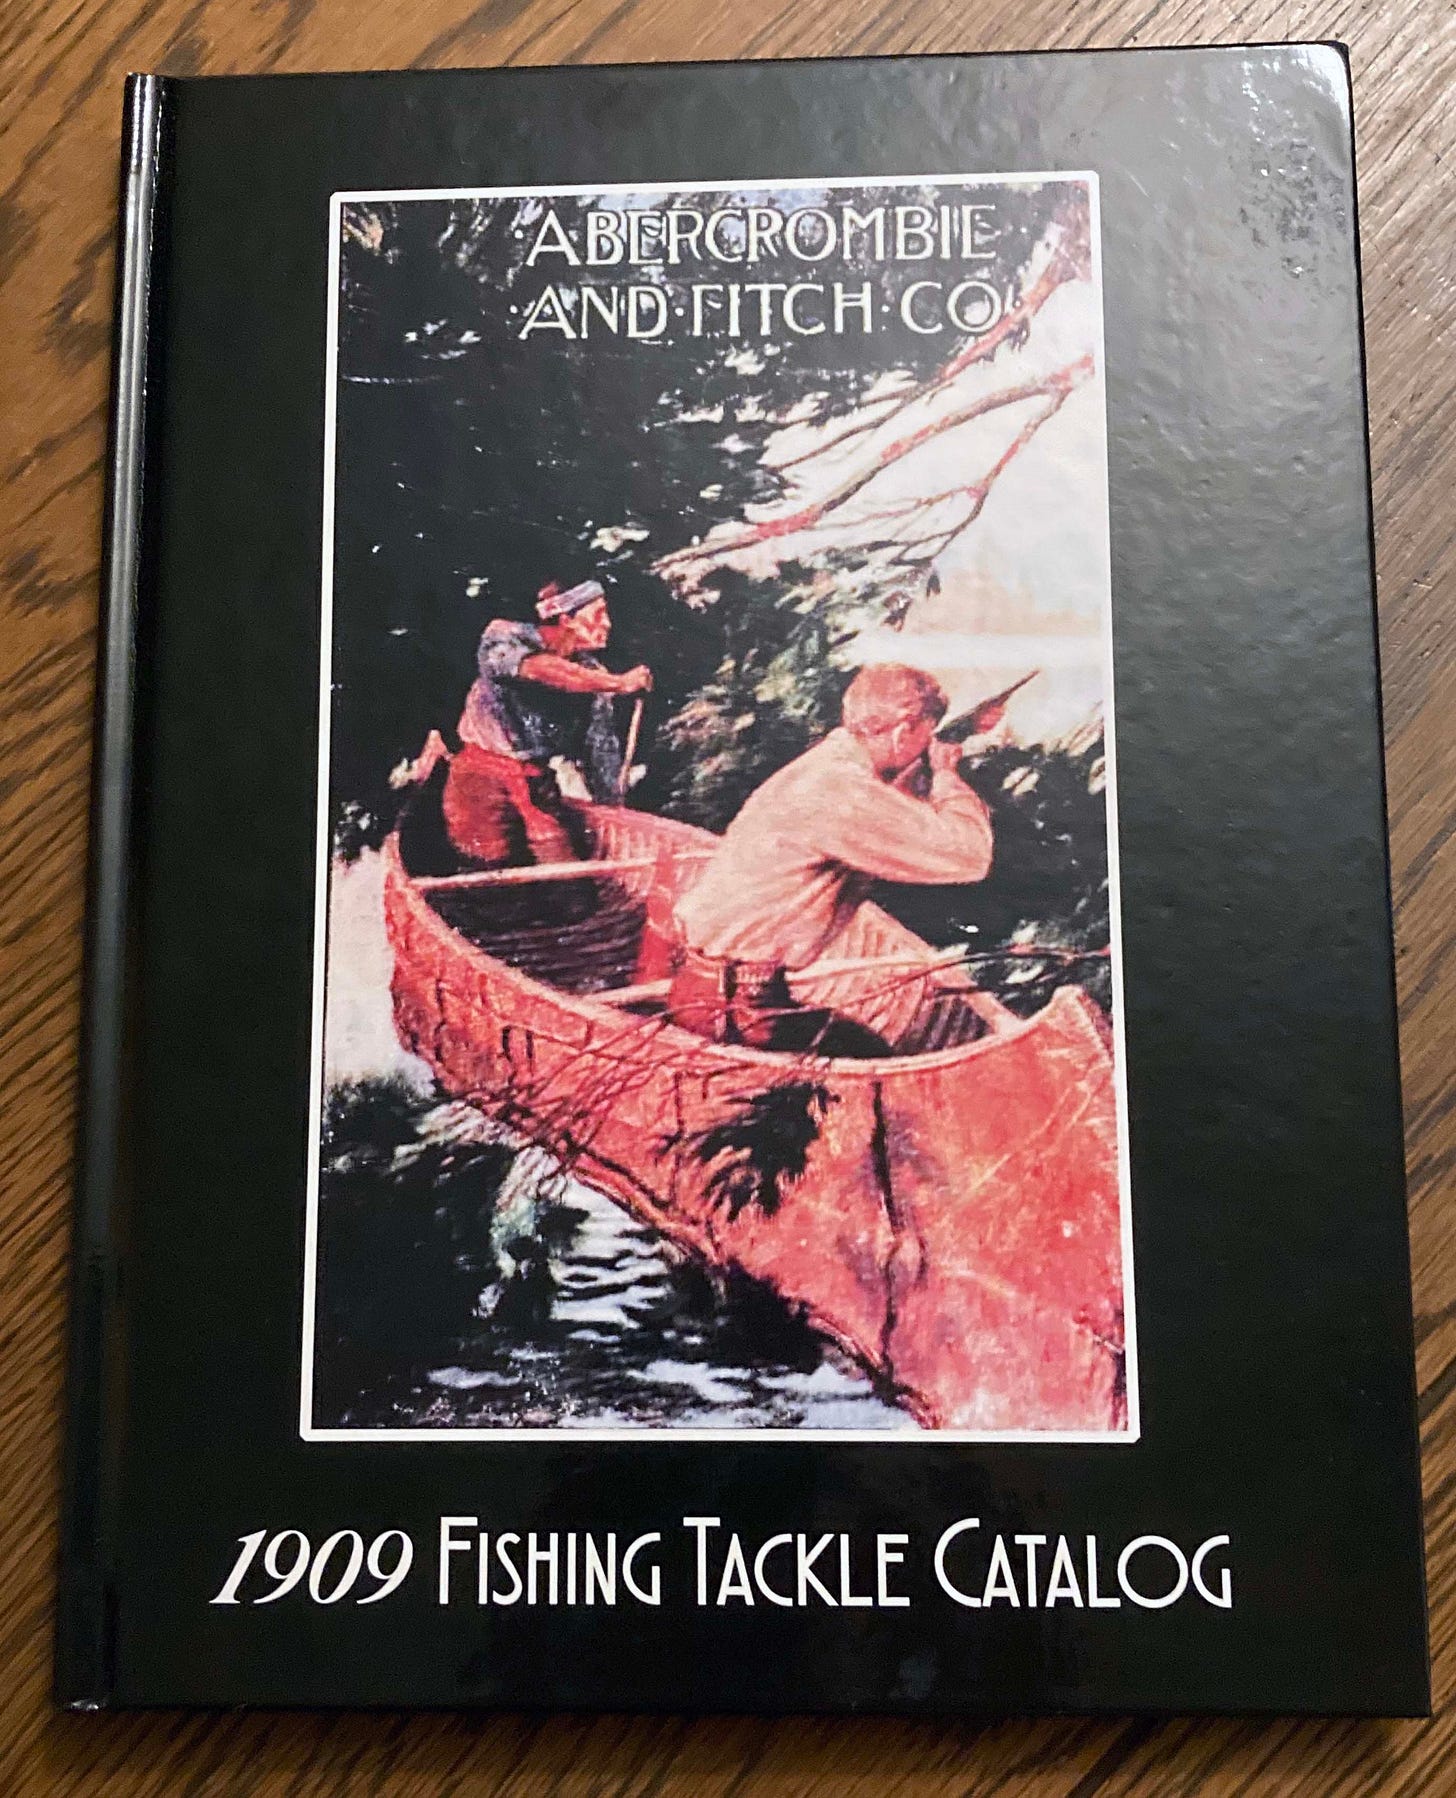 ·ABERCROMBIE·
·AND·FITCH·CO·
1909 FISHING TACKLE CATALOG